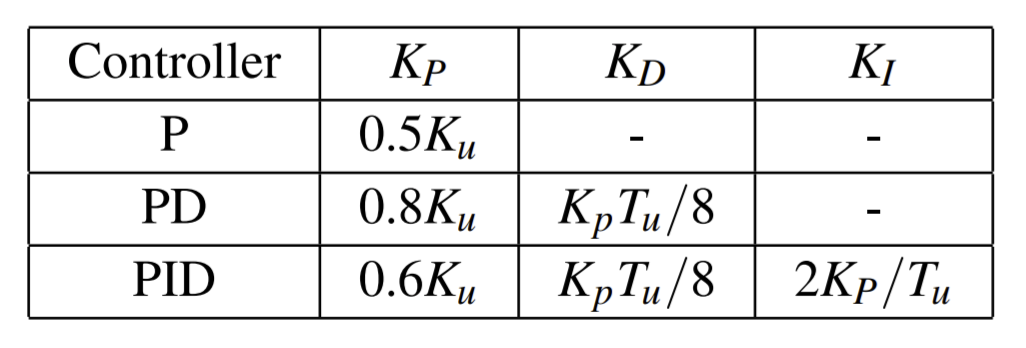 Controller K_P K_D K_I
P 0.5K_u - -
PD 0.8K_u K_pT_u/8 -
PID 0.6K_u K_pT_u/8 2K_P/T_u